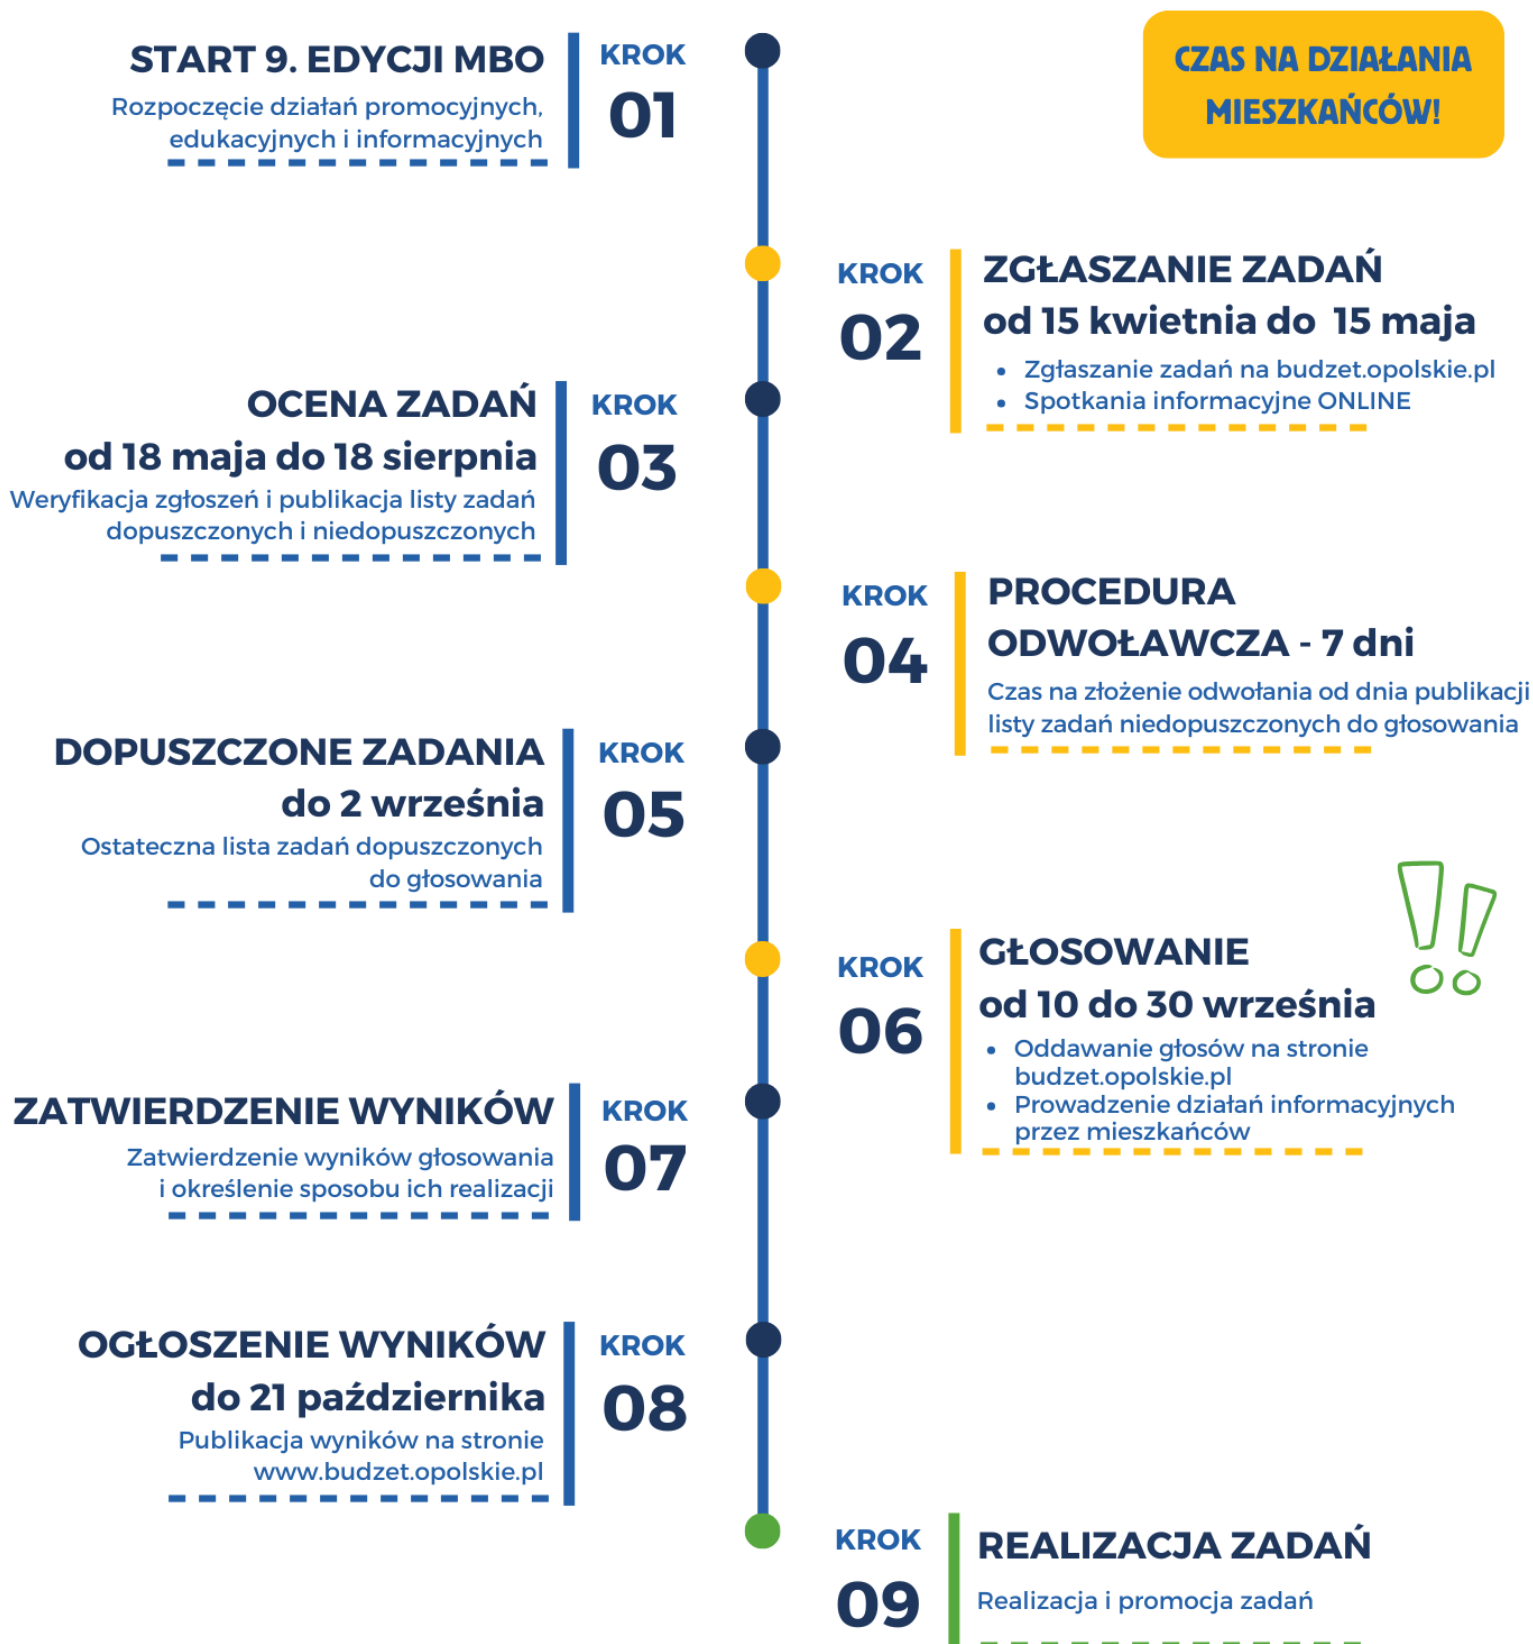 START 9. EDYCJI MBO
Rozpoczęcie działań promocyjnych,
edukacyjnych i informacyjnych
KROK
01
CZAS NA DZIAŁANIA
MIESZKAŃCÓW!
KROK
02
ZGŁASZANIE ZADAŃ
od 15 kwietnia do 15 maja
• Zgłaszanie zadań na budzet.opolskie.pl
• Spotkania informacyjne ONLINE
OCENA ZADAŃ
od 18 maja do 18 sierpnia
Weryfikacja zgłoszeń i publikacja listy zadań
dopuszczonych i niedopuszczonych
KROK
03
KROK
04
PROCEDURA
ODWOŁAWCZA - 7 dni
Czas na złożenie odwołania od dnia publikacji
listy zadań niedopuszczonych do głosowania
DOPUSZCZONE ZADANIA
do 2 września
Ostateczna lista zadań dopuszczonych
do głosowania
KROK
05
KROK
06
GŁOSOWANIE
od 10 do 30 września
• Oddawanie głosów na stronie
budzet.opolskie.pl
• Prowadzenie działań informacyjnych
przez mieszkańców
!!
ZATWIERDZENIE WYNIKÓW
Zatwierdzenie wyników głosowania
i określenie sposobu ich realizacji
KROK
07
OGŁOSZENIE WYNIKÓW
do 21 października
Publikacja wyników na stronie
www.budzet.opolskie.pl
KROK
08
KROK
09
REALIZACJA ZADAŃ
Realizacja i promocja zadań